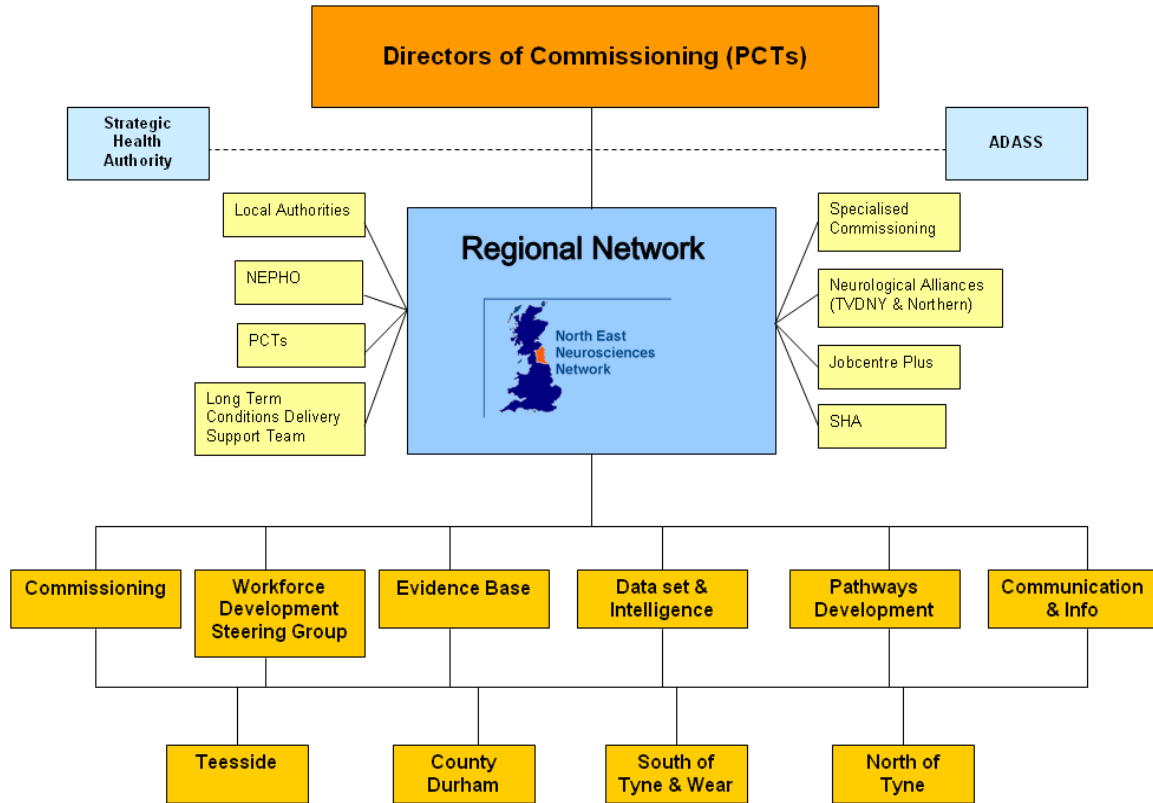 Directors of Commissioning (PCTs)
Strategic
Health
Authority
ADASS
Local Authorities
NEPHO
PCTs
Long Term
Conditions Delivery
Support Team
Regional Network
North East
Neurosciences
Network
Specialised
Commissioning
Neurological Alliances
(TVDNY & Northern)
Jobcentre Plus
SHA
Commissioning
Workforce
Development
Steering Group
Evidence Base
Data set &
Intelligence
Pathways
Development
Communication
& Info
Teesside
County
Durham
South of
Tyne & Wear
North of
Tyne